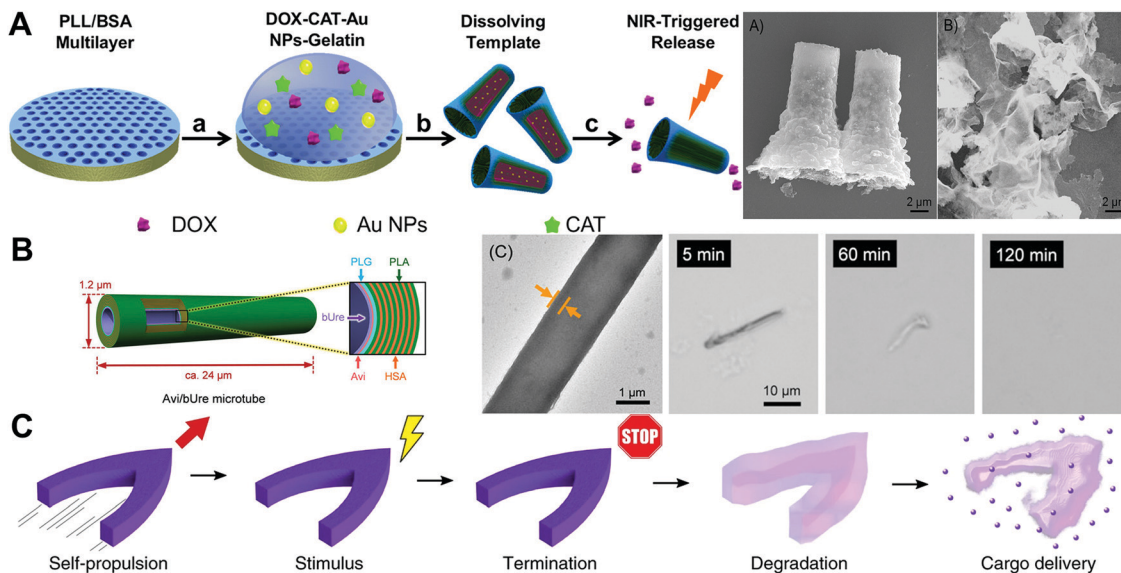 A
PLL/BSA
Multilayer
DOX-CAT-Au
NPs-Gelatin
Dissolving
Template
NIR-Triggered
Release
a
b
c
A)
2 µm
B)
2 µm
DOX
Au NPs
CAT
B
1.2 µm
ca. 24 µm
PLG
PLA
bUre
Avi
HSA
Avi/bUre microtube
(C)
1 µm
5 min
10 µm
60 min
120 min
C
STOP
Self-propulsion
Stimulus
Termination
Degradation
Cargo delivery